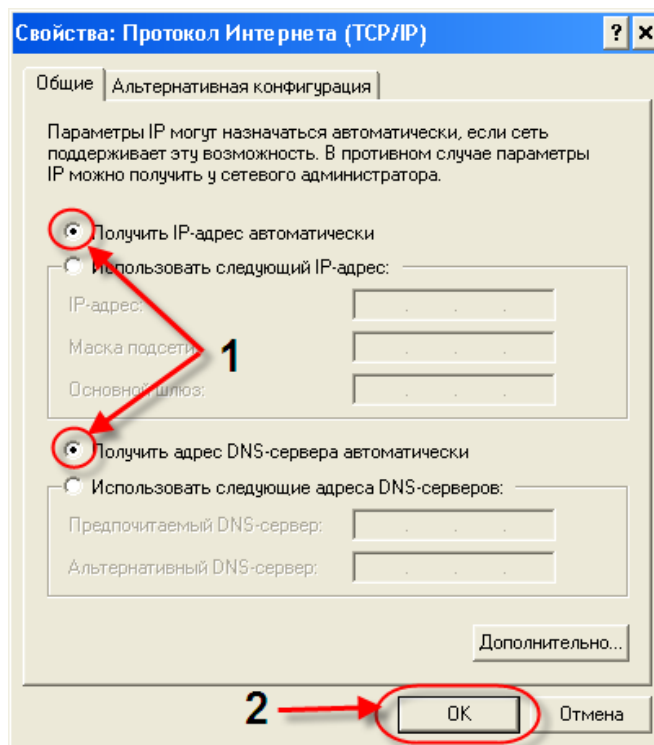 Свойства: Протокол Интернета (TCP/IP)
Общие
Альтернативная конфигурация
Параметры IP могут назначаться автоматически, если сеть
поддерживает эту возможность. В противном случае параметры
IP можно получить у сетевого администратора.
Получить IP-адрес автоматически
Использовать следующий IP-адрес:
IP-адрес:
Маска подсети:
1
Основной шлюз:
Получить адрес DNS-сервера автоматически
Использовать следующие адреса DNS-серверов:
Предпочитаемый DNS-сервер:
Альтернативный DNS-сервер:
Дополнительно...
2
OK
Отмена